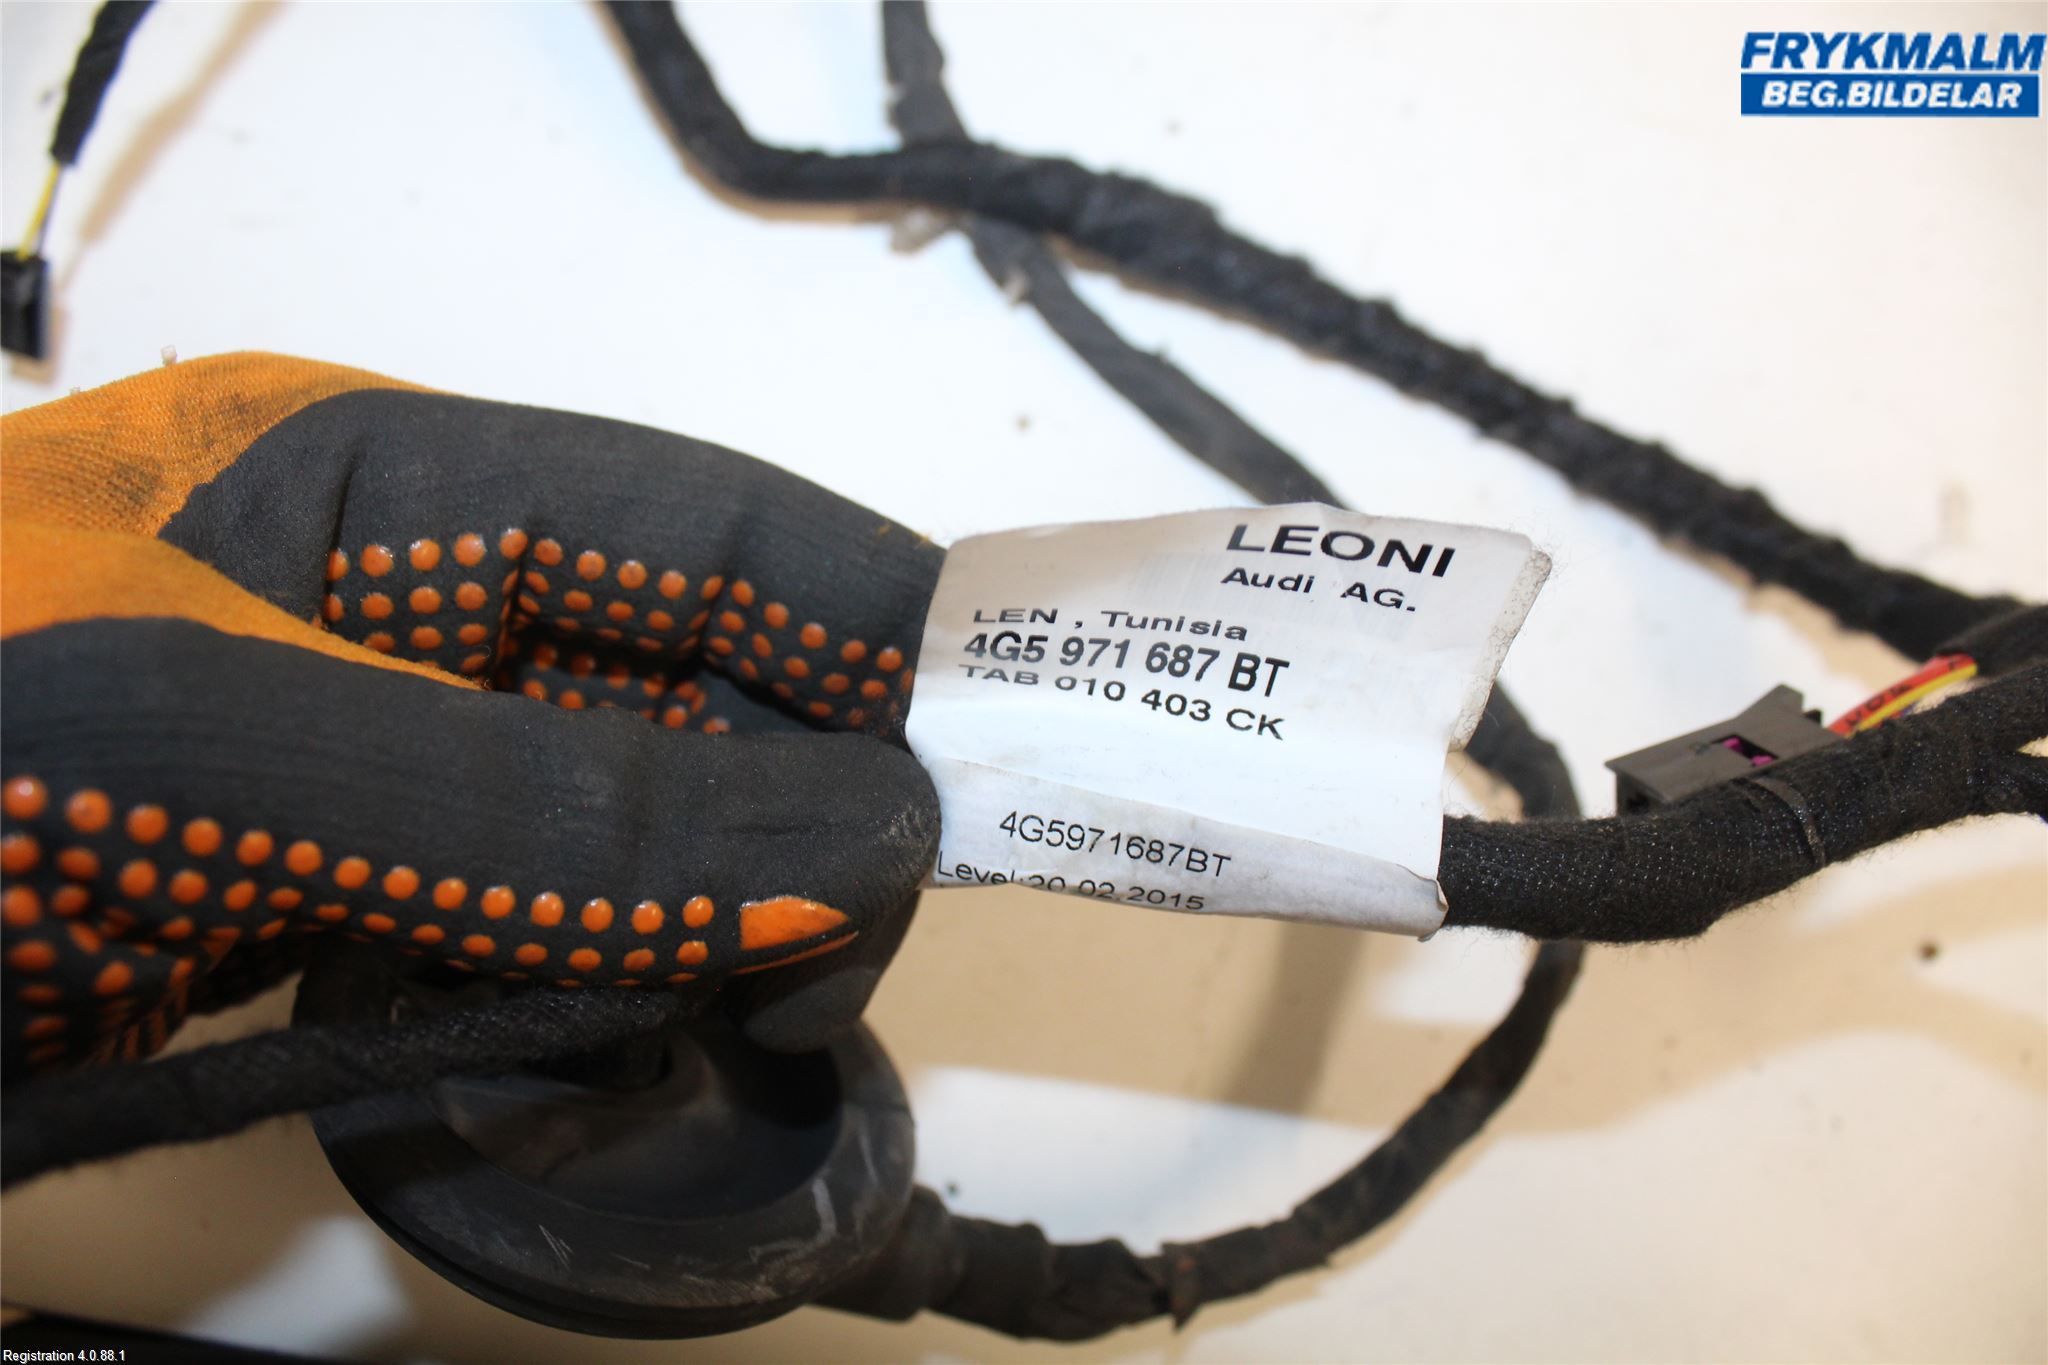 FRYKMALM
BEG.BILDELAR
LEONI
Audi AG.
LEN , Tunisia
4G5 971 687 BT
TAB 010 403 CK
4G5971687BT
Level:20.02.2015
Registration 4.0.88.1